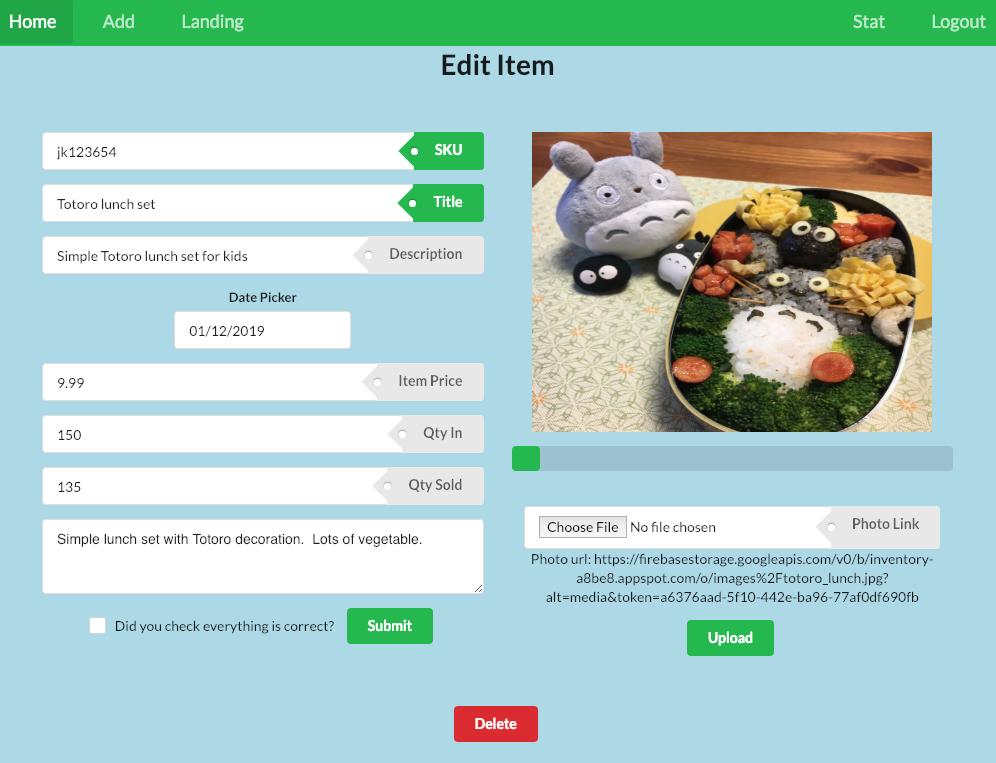 Home Add Landing Stat Logout
Edit Item
jk123654 SKU
Totoro lunch set Title
Simple Totoro lunch set for kids Description
Date Picker
01/12/2019
9.99 Item Price
150 Qty In
135 Qty Sold
Simple lunch set with Totoro decoration.  Lots of vegetable.
Did you check everything is correct? Submit
Choose File No file chosen Photo Link
Photo url: https://firebasestorage.googleapis.com/v0/b/inventory-
a8be8.appspot.com/o/images%2Ftotoro_lunch.jpg?
alt=media&token=a6376aad-5f10-442e-ba96-77af0df690fb
Upload
Delete